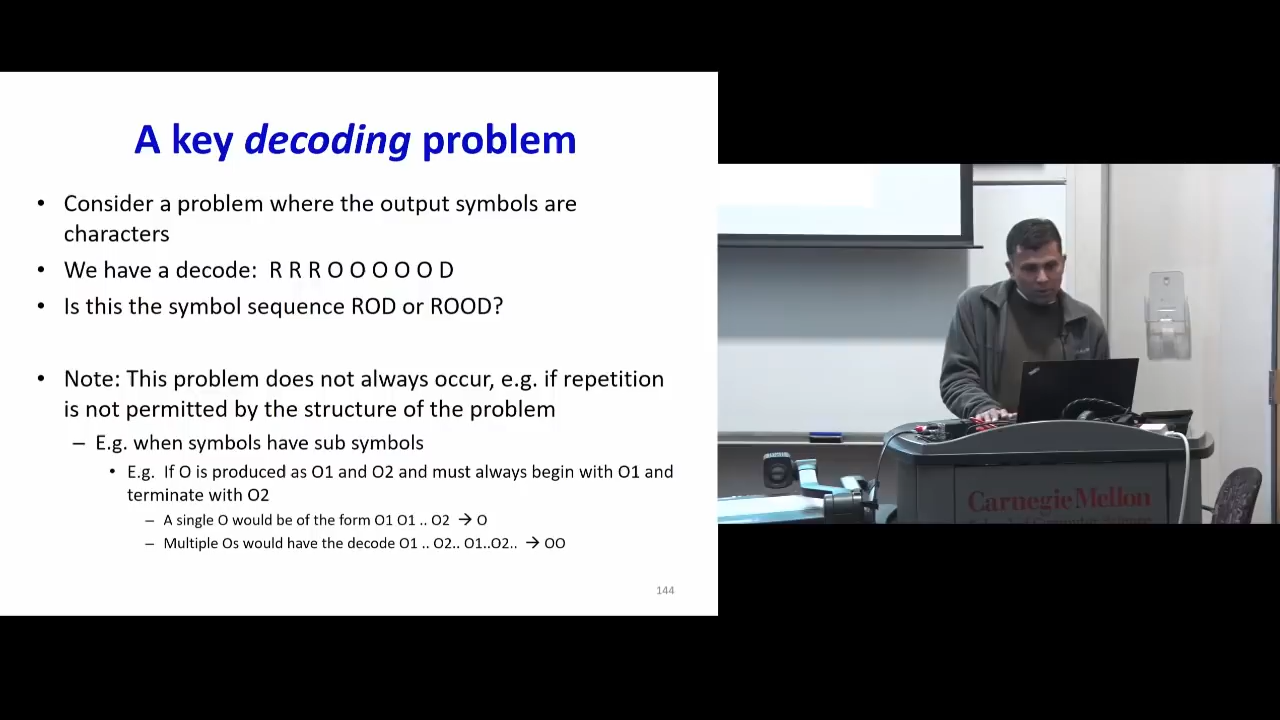 A key decoding problem
• Consider a problem where the output symbols are
characters
• We have a decode: R R R O O O O O D
• Is this the symbol sequence ROD or ROOD?
• Note: This problem does not always occur, e.g. if repetition
is not permitted by the structure of the problem
– E.g. when symbols have sub symbols
• E.g. If O is produced as O1 and O2 and must always begin with O1 and
terminate with O2
– A single O would be of the form O1 O1 .. O2 → O
– Multiple Os would have the decode O1 .. O2.. O1..O2.. → OO
144
Carnegie Mellon
School of Computer Science